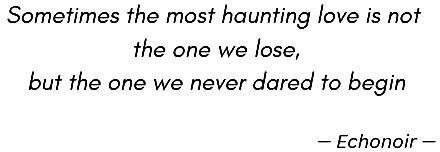 Sometimes the most haunting love is not
the one we lose,
but the one we never dared to begin
— Echonoir —